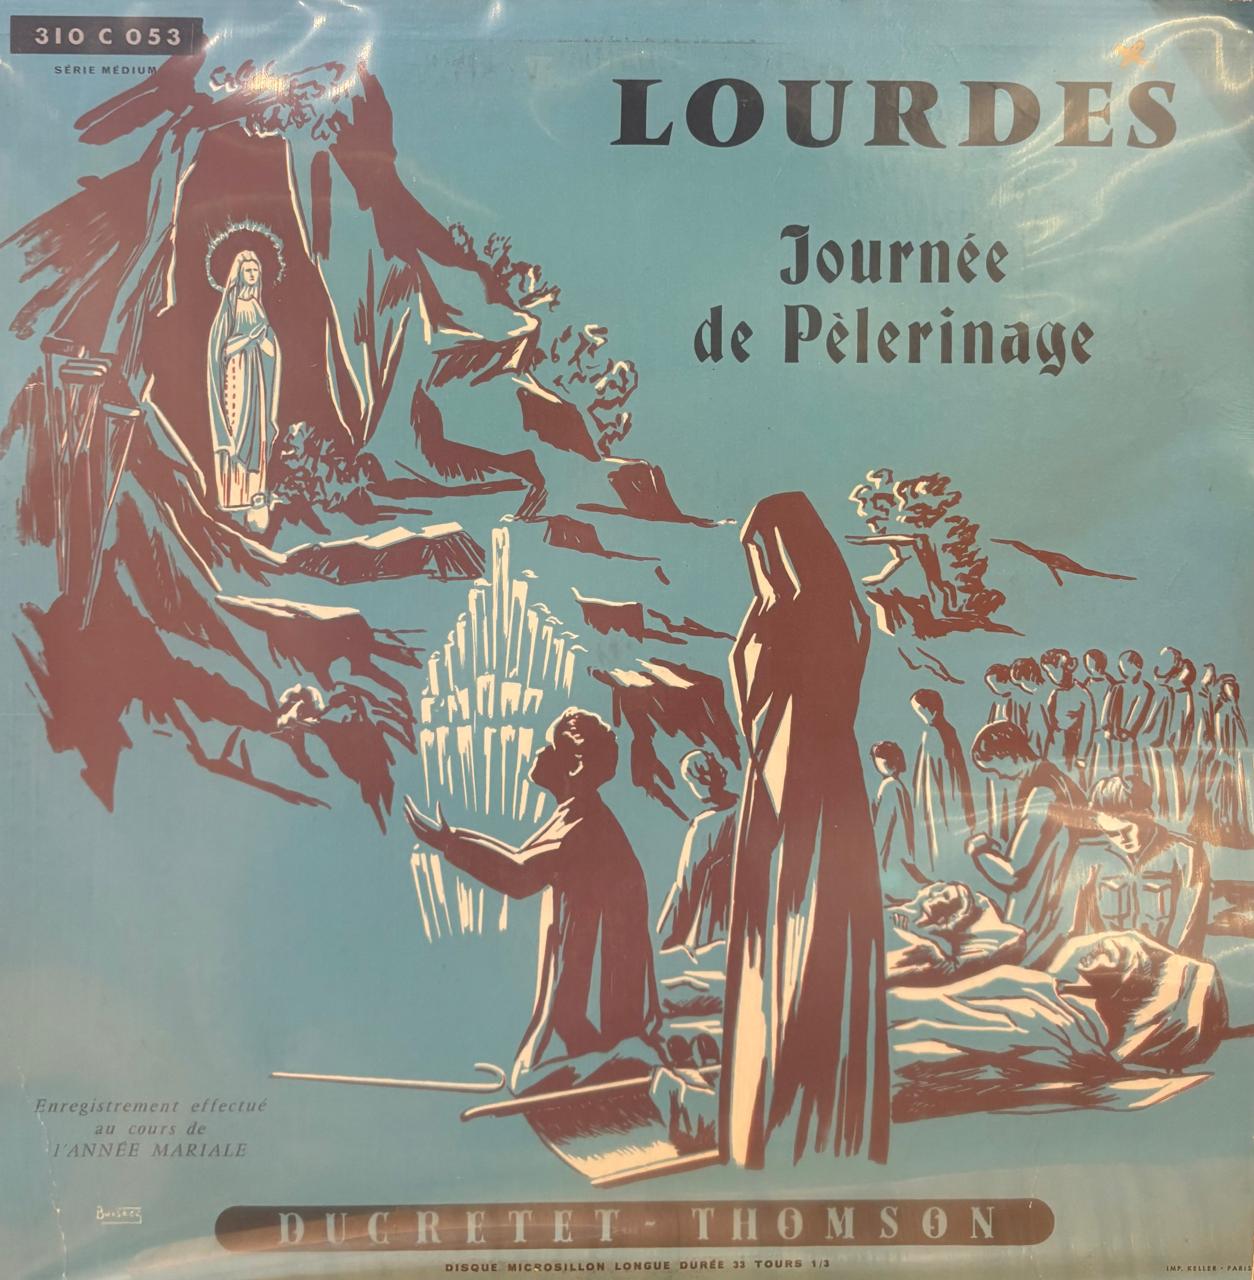 310 C 053
SÉRIE MÉDIUM
LOURDES
Journée
de Pèlerinage
Enregistrement effectué
au cours de
l'ANNÉE MARIALE
DUCRETET - THOMSON
DISQUE MICROSILLON LONGUE DURÉE 33 TOURS 1/3
IMP. KELLER - PARIS